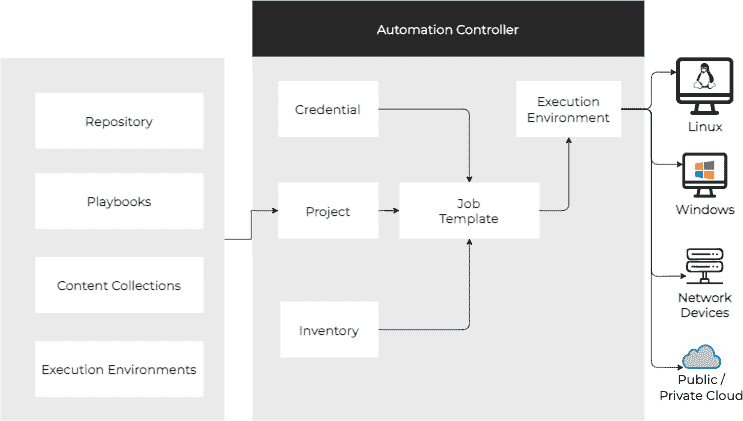 Automation Controller
Repository
Playbooks
Content Collections
Execution Environments
Credential
Project
Inventory
Job
Template
Execution
Environment
Linux
Windows
Network
Devices
Public /
Private Cloud